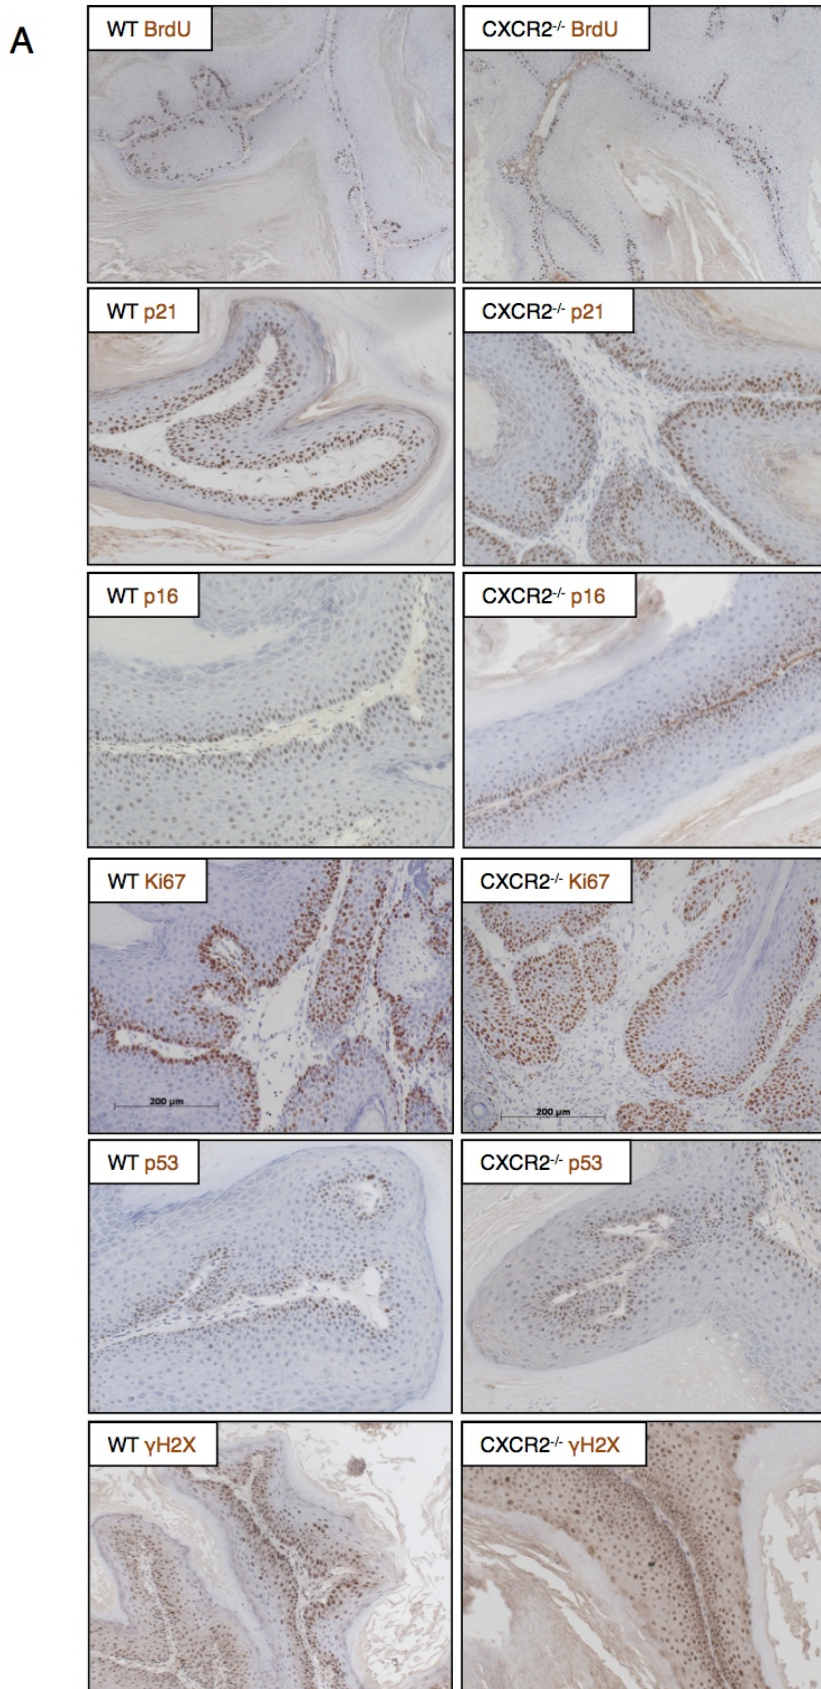 A
WT BrdU
CXCR2-/- BrdU
WT p21
CXCR2-/- p21
WT p16
CXCR2-/- p16
WT Ki67
CXCR2-/- Ki67
200 µm
200 µm
WT p53
CXCR2-/- p53
WT γH2X
CXCR2-/- γH2X